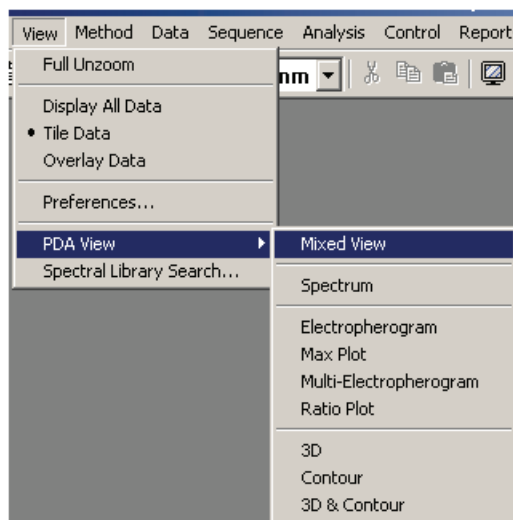 View Method Data Sequence Analysis Control Report
Full Unzoom
nm
Display All Data
• Tile Data
Overlay Data
Preferences...
PDA View
Mixed View
Spectral Library Search...
Spectrum
Electropherogram
Max Plot
Multi-Electropherogram
Ratio Plot
3D
Contour
3D & Contour